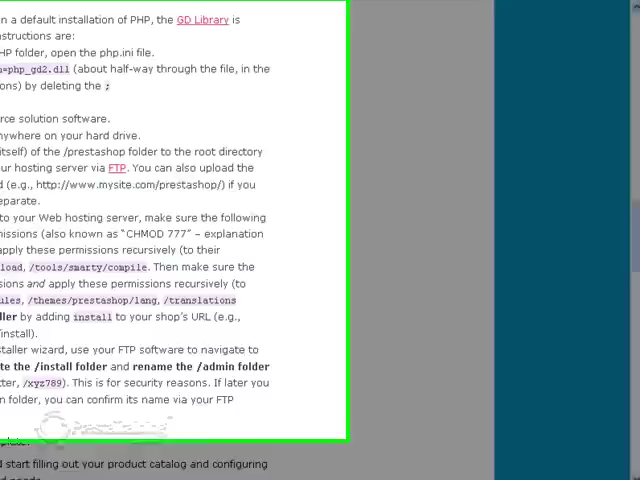 n a default installation of PHP, the GD Library is
nstructions are:
HP folder, open the php.ini file.
n=php_gd2.dll (about half-way through the file, in the
ons) by deleting the ;
rce solution software.
nywhere on your hard drive.
itself) of the /prestashop folder to the root directory
ur hosting server via FTP. You can also upload the
d (e.g., http://www.mysite.com/prestashop/) if you
eparate.
to your Web hosting server, make sure the following
missions (also known as “CHMOD 777” – explanation
apply these permissions recursively (to their
load, /tools/smarty/compile. Then make sure the
sions and apply these permissions recursively (to
ules, /themes/prestashop/lang, /translations
ller by adding install to your shop's URL (e.g.,
install).
staller wizard, use your FTP software to navigate to
te the /install folder and rename the /admin folder
tter, /xyz789). This is for security reasons. If later you
n folder, you can confirm its name via your FTP
d start filling out your product catalog and configuring